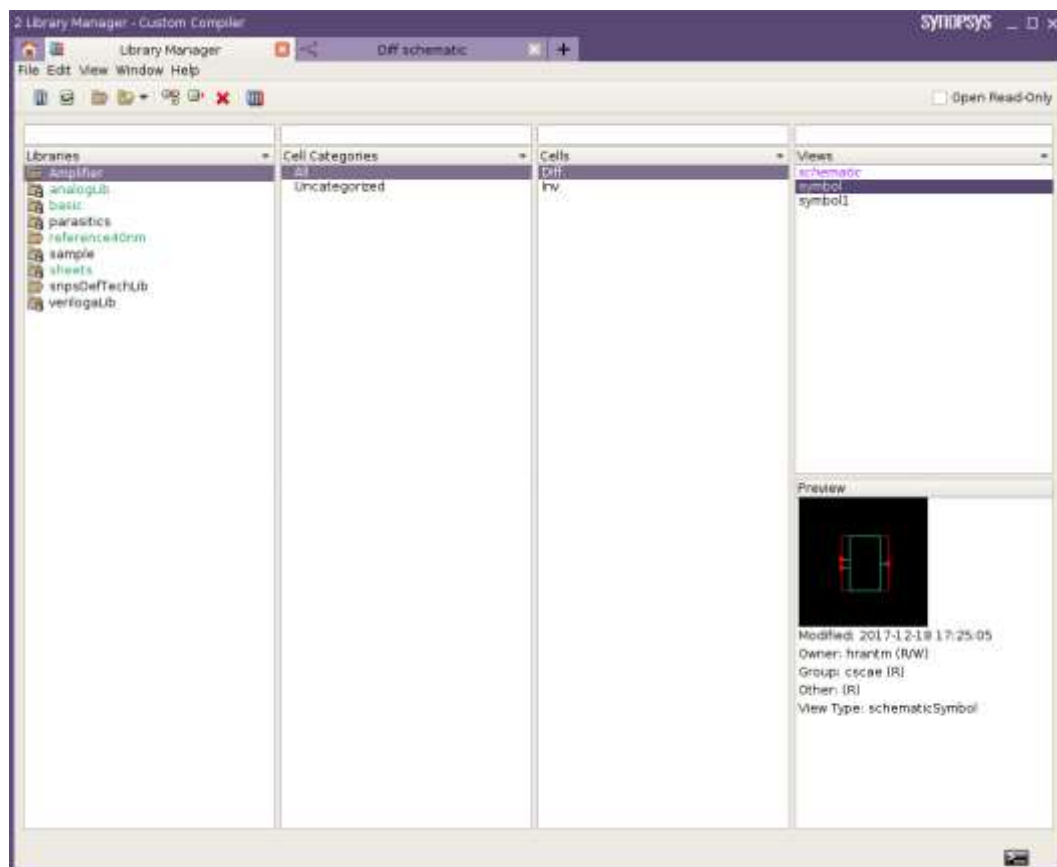 2 Library Manager - Custom Compiler
SYNOPSYS
Library Manager
Diff schematic
File Edit View Window Help
Open Read-Only
Libraries
Cell Categories
Cells
Views
Amplifier
All
Diff
schematic
analogLib
Uncategorized
Inv
symbol
basic
symbol1
parasitics
reference40nm
sample
sheets
snpsDefTechLib
verilogaLib
Preview
Modified: 2017-12-18 17:25:05
Owner: hrantm (R/W)
Group: cscae (R)
Other: (R)
View Type: schematicSymbol